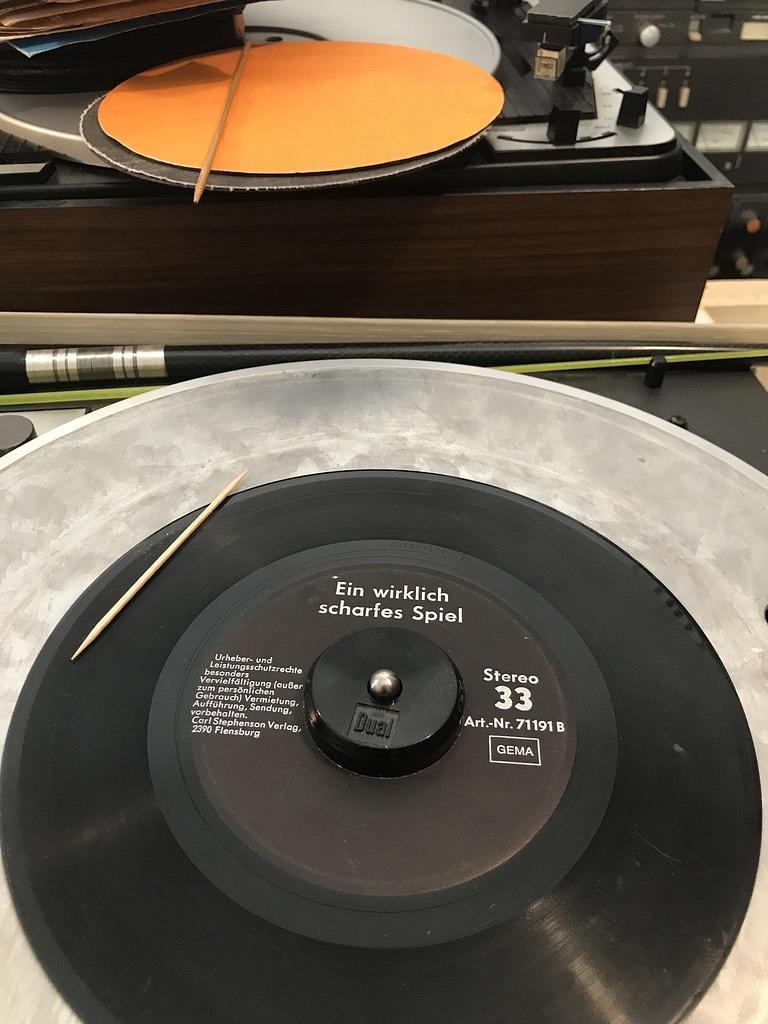 Ein wirklich
scharfes Spiel
Urheber- und
Leistungsschutzrechte
besonders
Vervielfältigung (außer
zum persönlichen
Gebrauch) Vermietung,
Aufführung, Sendung,
vorbehalten.
Carl Stephenson Verlag,
2390 Flensburg
Stereo
33
Art.-Nr. 71191 B
GEMA
Dual